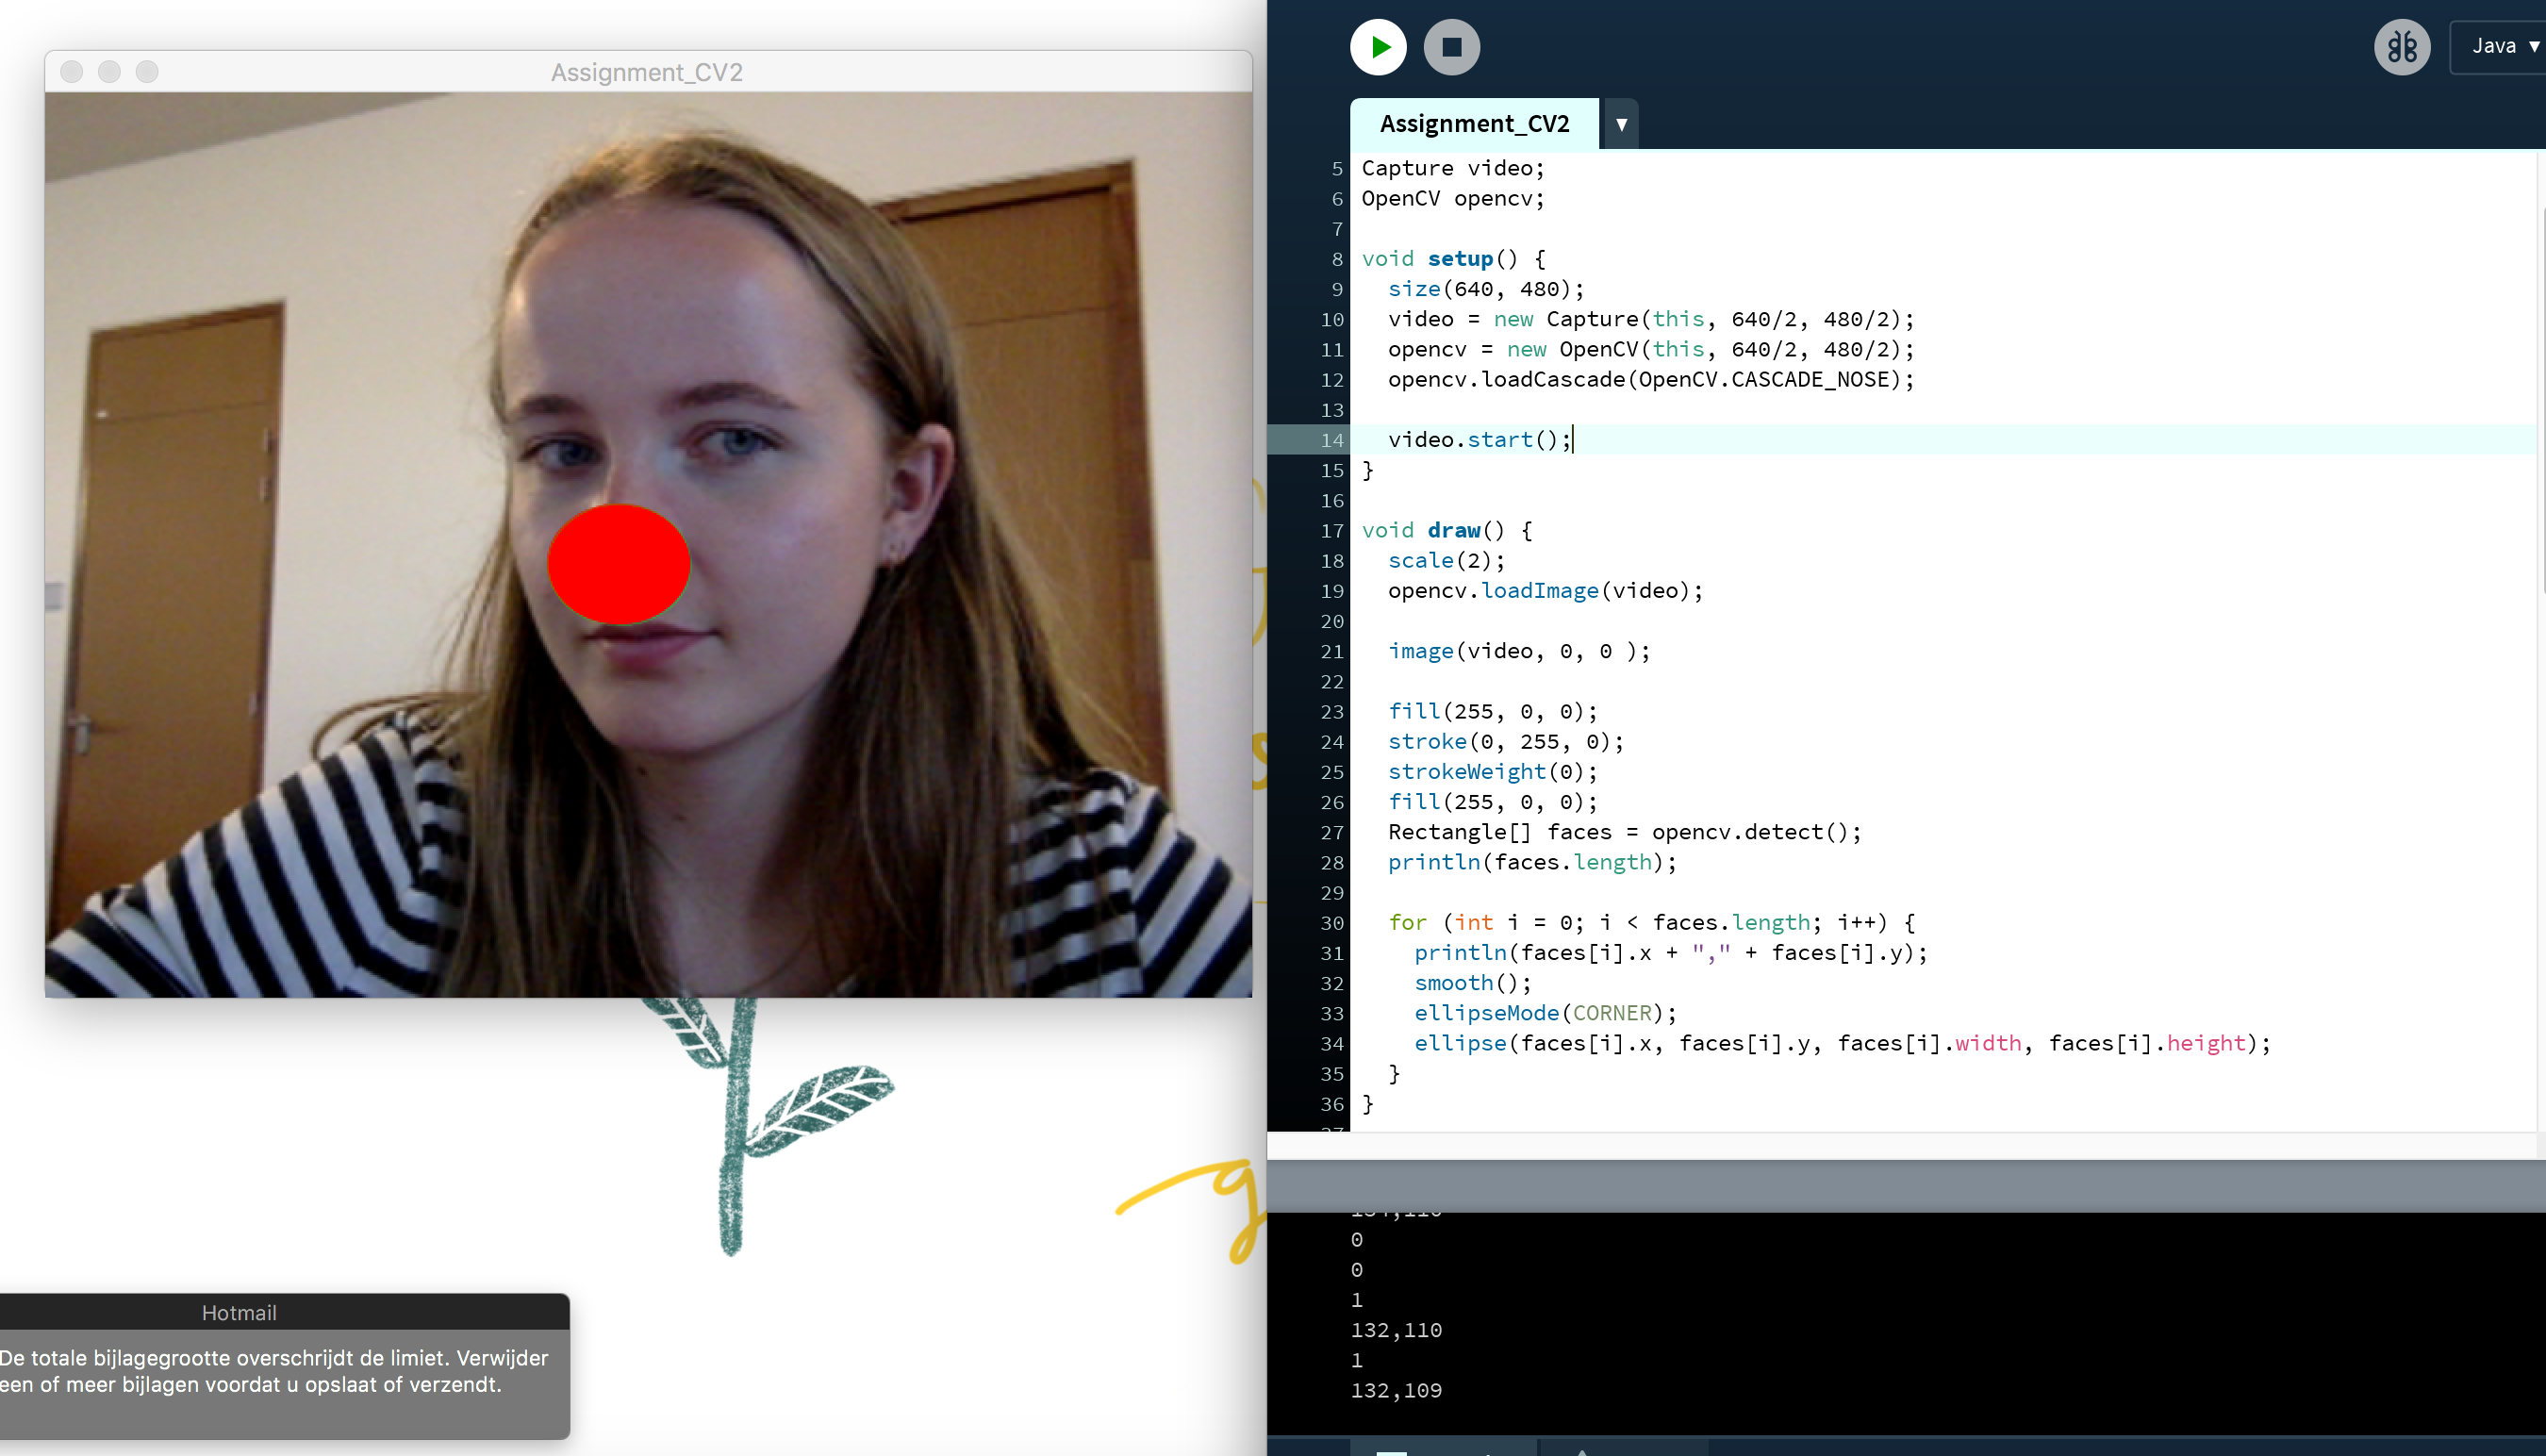 Assignment_CV2
Java
Assignment_CV2
5 Capture video;
6 OpenCV opencv;
7
8 void setup() {
9   size(640, 480);
10   video = new Capture(this, 640/2, 480/2);
11   opencv = new OpenCV(this, 640/2, 480/2);
12   opencv.loadCascade(OpenCV.CASCADE_NOSE);
13
14   video.start();
15 }
16
17 void draw() {
18   scale(2);
19   opencv.loadImage(video);
20
21   image(video, 0, 0 );
22
23   fill(255, 0, 0);
24   stroke(0, 255, 0);
25   strokeWeight(0);
26   fill(255, 0, 0);
27   Rectangle[] faces = opencv.detect();
28   println(faces.length);
29
30   for (int i = 0; i < faces.length; i++) {
31     println(faces[i].x + "," + faces[i].y);
32     smooth();
33     ellipseMode(CORNER);
34     ellipse(faces[i].x, faces[i].y, faces[i].width, faces[i].height);
35   }
36 }
0
0
1
132,110
1
132,109
Hotmail
De totale bijlagegrootte overschrijdt de limiet. Verwijder
een of meer bijlagen voordat u opslaat of verzendt.